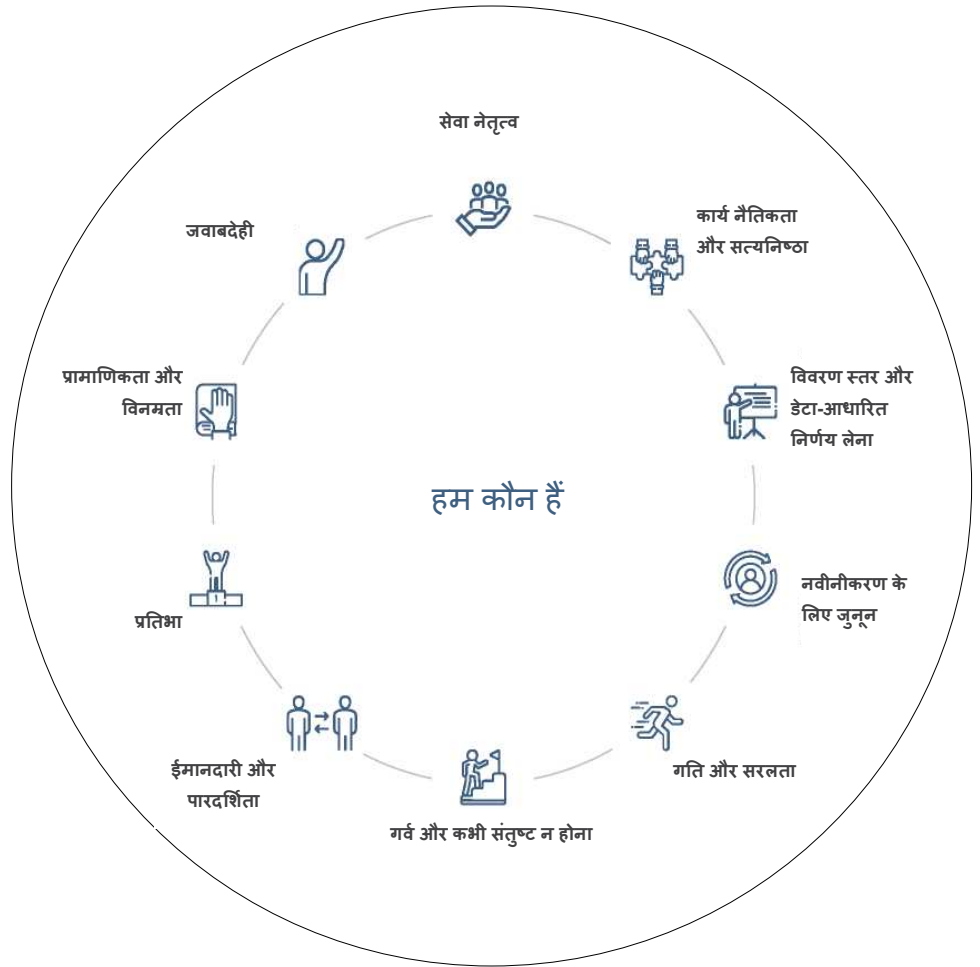 सेवा नेतृत्व
कार्य नैतिकता
और सत्यनिष्ठा
विवरण स्तर और
डेटा-आधारित
निर्णय लेना
नवीनीकरण के
लिए जुनून
गति और सरलता
गर्व और कभी संतुष्ट न होना
ईमानदारी और
पारदर्शिता
प्रतिभा
प्रामाणिकता और
विनम्रता
जवाबदेही
हम कौन हैं